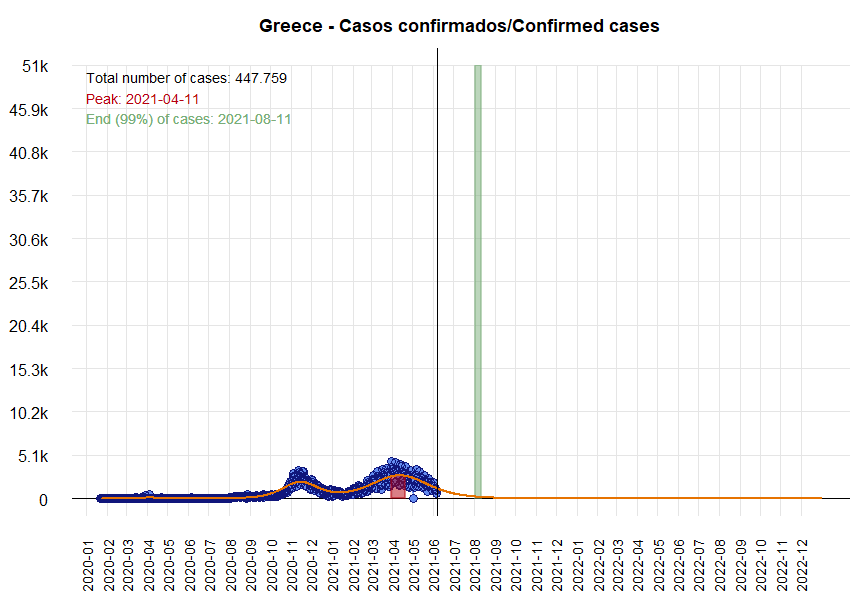 Greece - Casos confirmados/Confirmed cases
51k
45.9k
40.8k
35.7k
30.6k
25.5k
20.4k
15.3k
10.2k
5.1k
0
Total number of cases: 447.759
Peak: 2021-04-11
End (99%) of cases: 2021-08-11
2020-01
2020-02
2020-03
2020-04
2020-05
2020-06
2020-07
2020-08
2020-09
2020-10
2020-11
2020-12
2021-01
2021-02
2021-03
2021-04
2021-05
2021-06
2021-07
2021-08
2021-09
2021-10
2021-11
2021-12
2022-01
2022-02
2022-03
2022-04
2022-05
2022-06
2022-07
2022-08
2022-09
2022-10
2022-11
2022-12